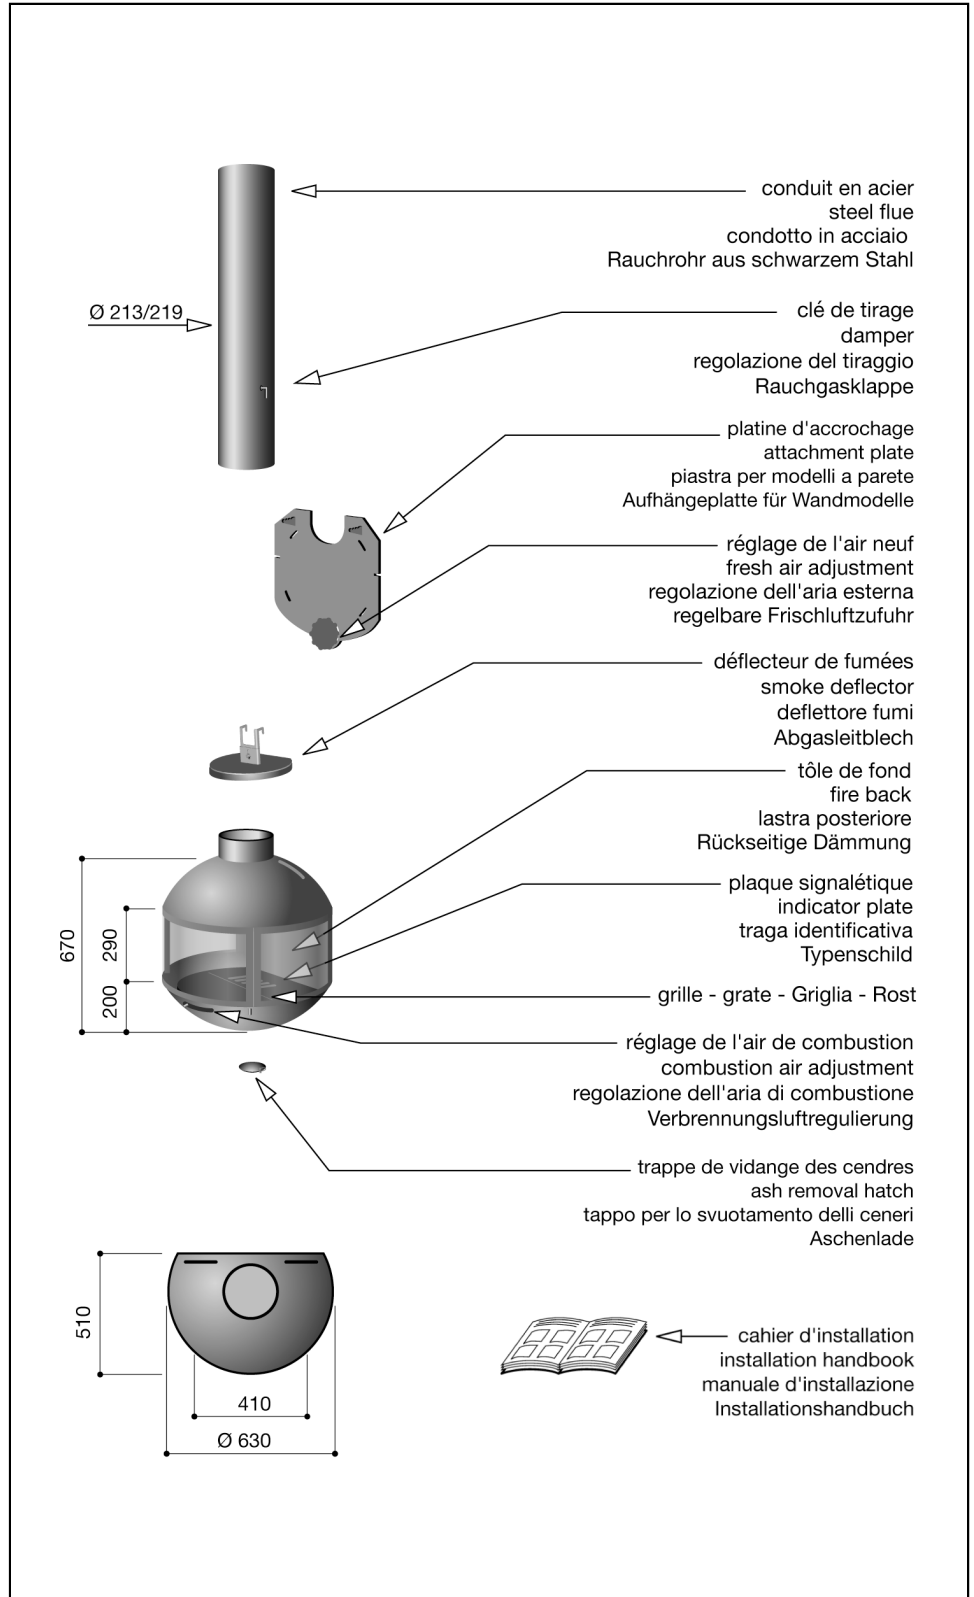 conduit en acier
steel flue
condotto in acciaio
Rauchrohr aus schwarzem Stahl
Ø 213/219
clé de tirage
damper
regolazione del tiraggio
Rauchgasklappe
platine d'accrochage
attachment plate
piastra per modelli a parete
Aufhängeplatte für Wandmodelle
réglage de l'air neuf
fresh air adjustment
regolazione dell'aria esterna
regelbare Frischluftzufuhr
déflecteur de fumées
smoke deflector
deflettore fumi
Abgasleitblech
tôle de fond
fire back
lastra posteriore
Rückseitige Dämmung
plaque signalétique
indicator plate
traga identificativa
Typenschild
670
290
200
grille - grate - Griglia - Rost
réglage de l'air de combustion
combustion air adjustment
regolazione dell'aria di combustione
Verbrennungsluftregulierung
trappe de vidange des cendres
ash removal hatch
tappo per lo svuotamento delli ceneri
Aschenlade
510
410
Ø 630
cahier d'installation
installation handbook
manuale d'installazione
Installationshandbuch